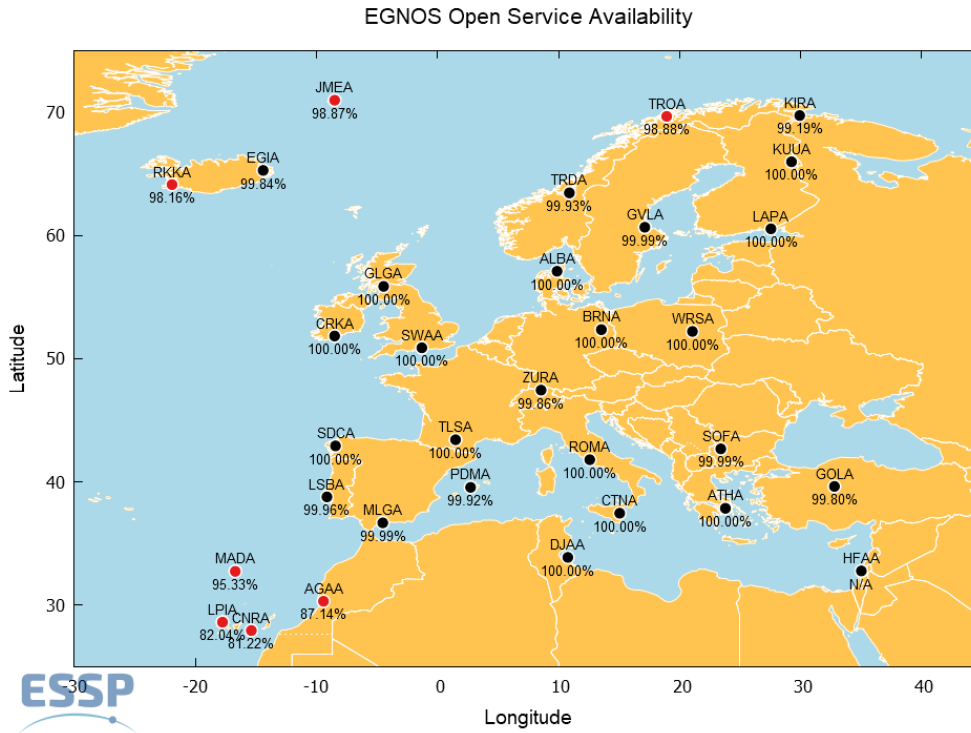 EGNOS Open Service Availability
70
60
50
40
30
Latitude
JMEA
98.87%
TROA
98.88%
KIRA
99.19%
KUUA
100.00%
EGIA
99.84%
RKKA
98.16%
TRDA
99.93%
GVLA
99.99%
LAPA
100.00%
ALBA
100.00%
GLGA
100.00%
CRKA
100.00%
SWAA
100.00%
BRNA
100.00%
WRSA
100.00%
ZURA
99.86%
SDCA
100.00%
TLSA
100.00%
ROMA
100.00%
SOFA
99.99%
LSBA
99.96%
PDMA
99.92%
GOLA
99.80%
MLGA
99.99%
CTNA
100.00%
ATHA
100.00%
DJAA
100.00%
HFAA
N/A
MADA
95.33%
AGAA
87.14%
LPIA
82.04%
CNRA
81.22%
-30
-20
-10
0
10
20
30
40
Longitude
ESSP